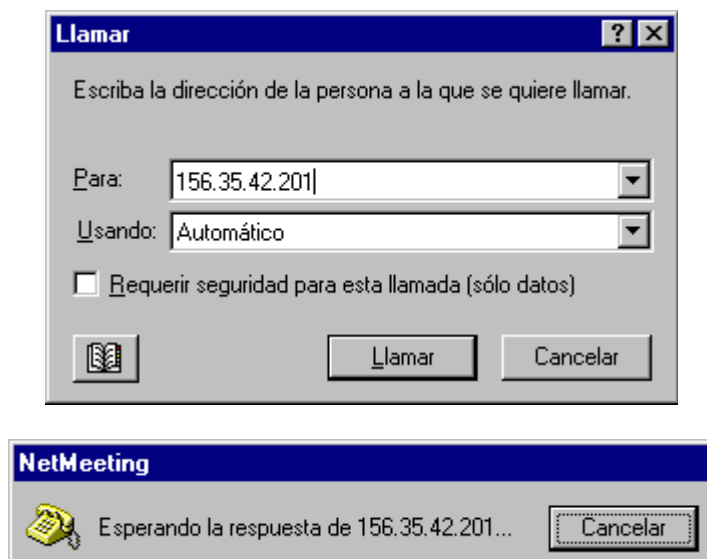 Llamar
Escriba la dirección de la persona a la que se quiere llamar.
Para: 156.35.42.201
Usando: Automático
Requerir seguridad para esta llamada (sólo datos)
Llamar Cancelar
NetMeeting
Esperando la respuesta de 156.35.42.201... Cancelar